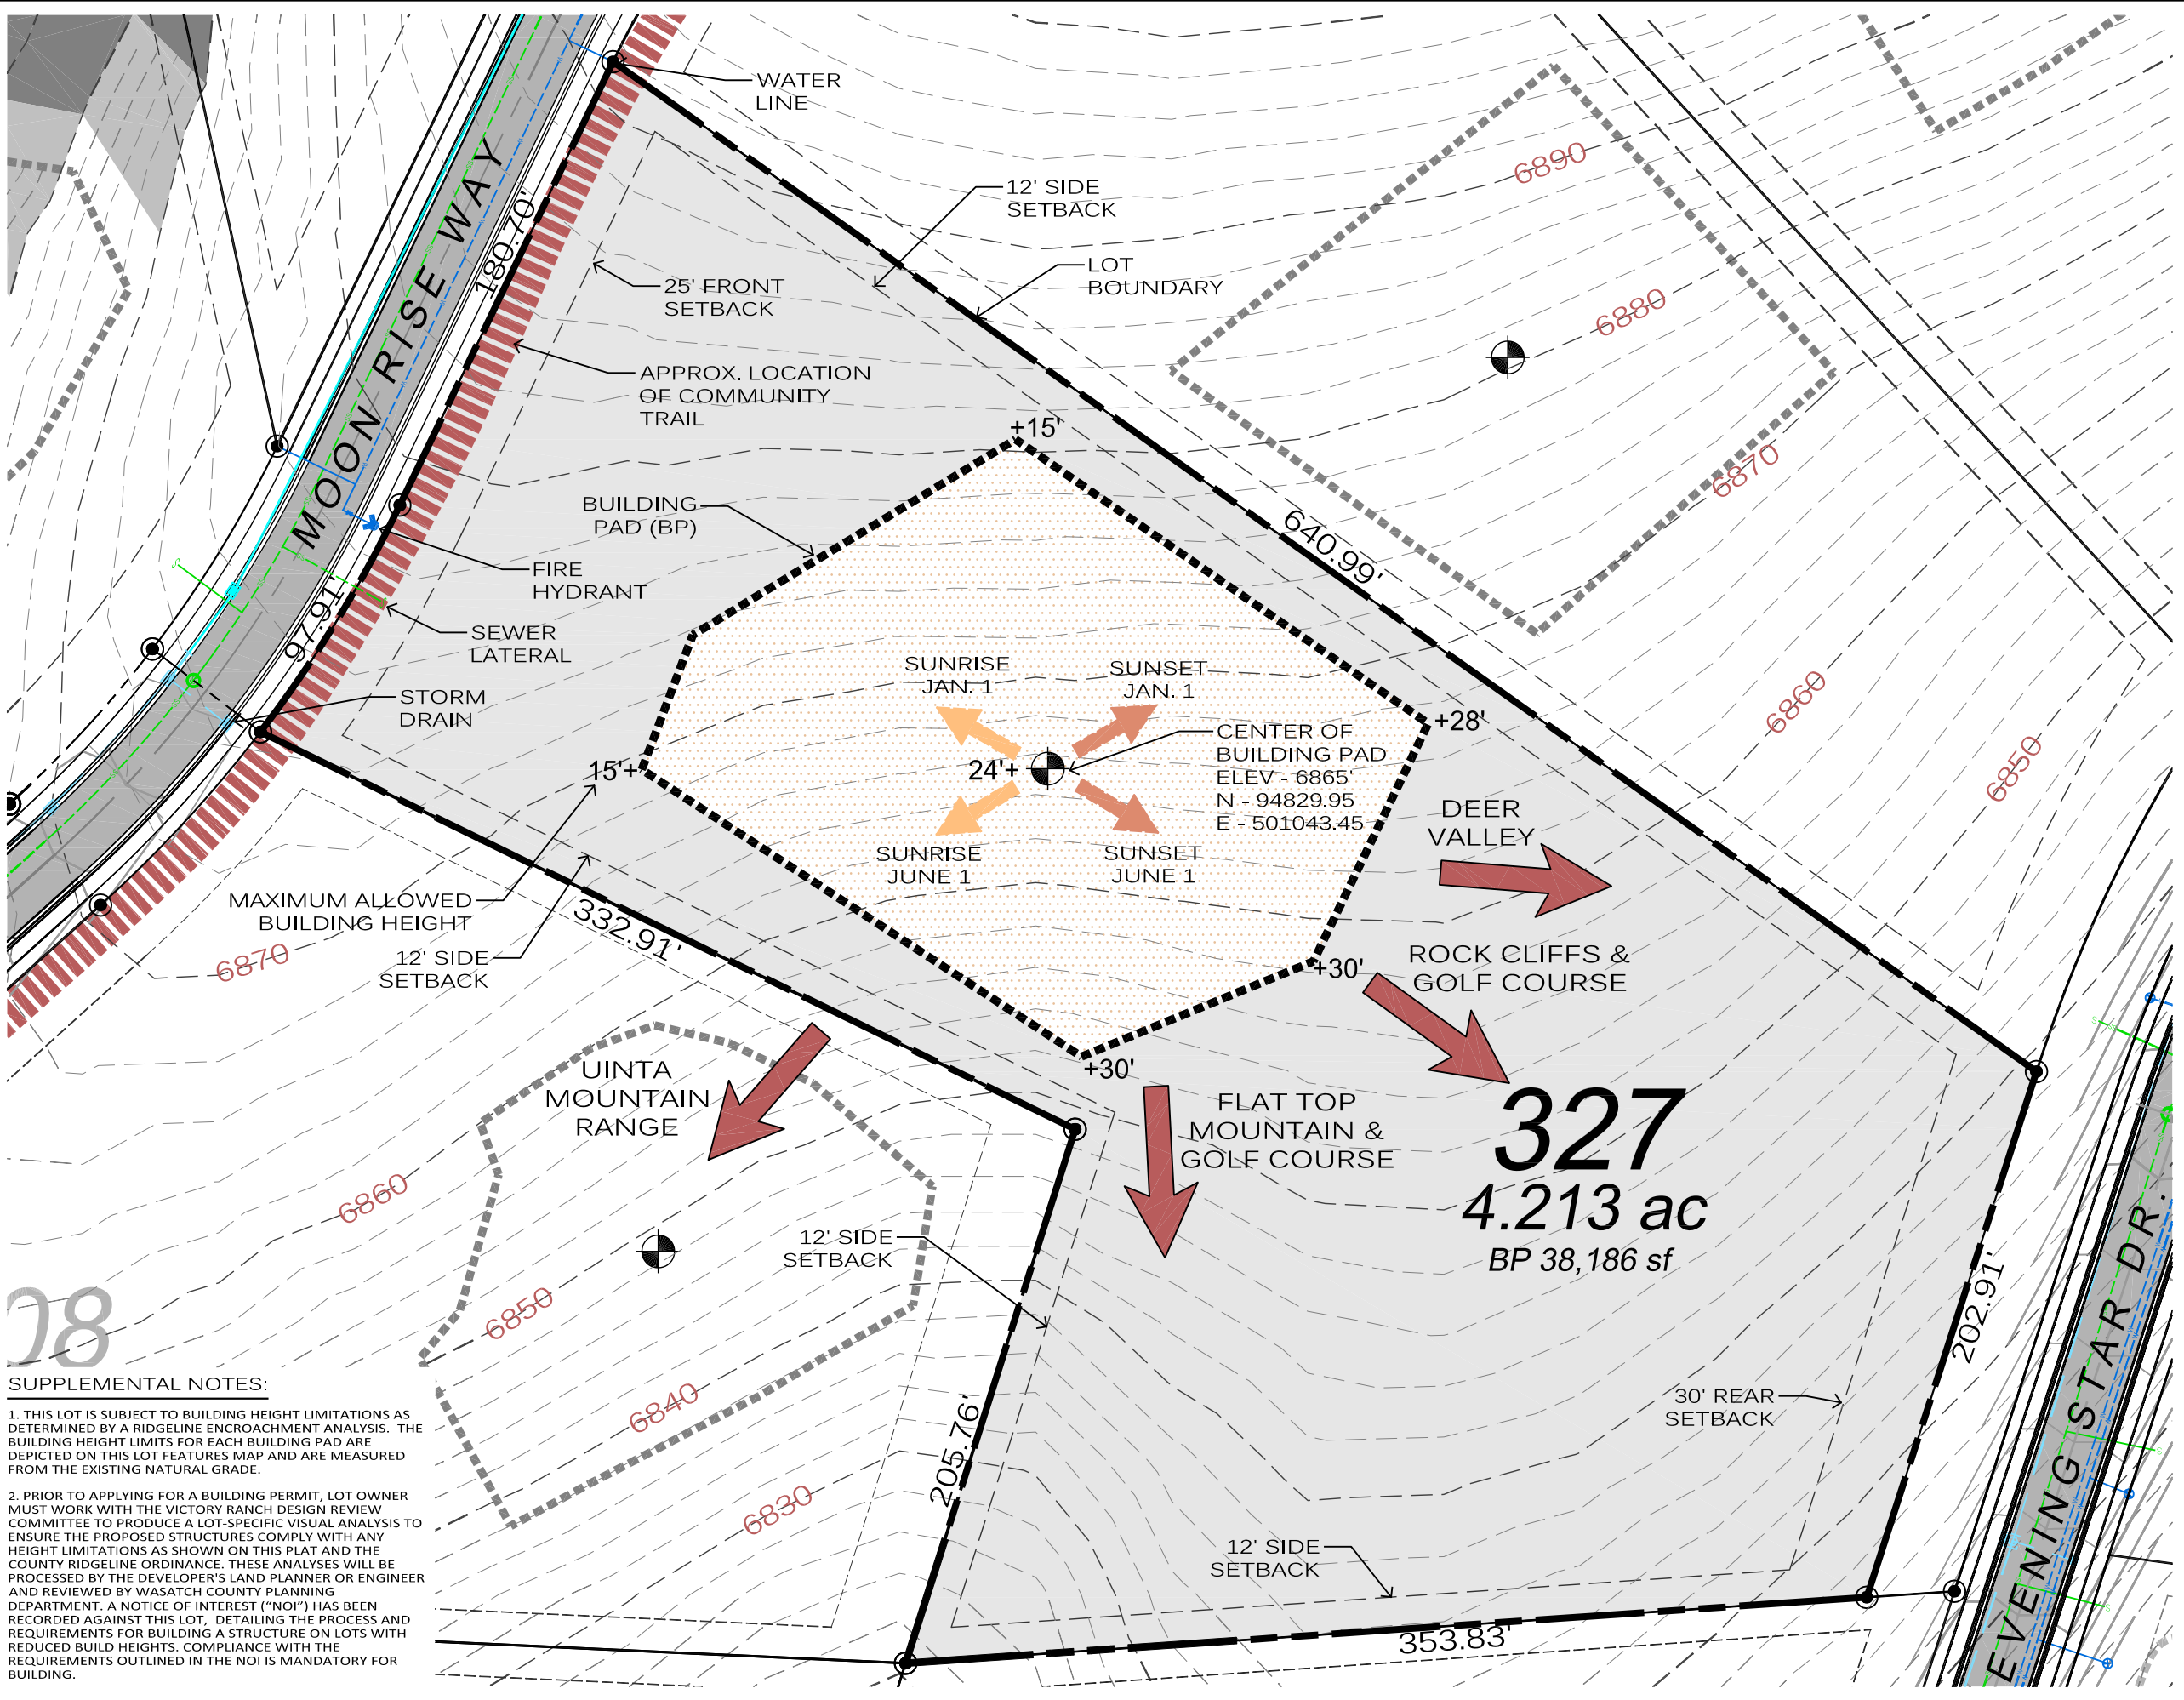 WATER
LINE
12' SIDE
SETBACK
LOT
BOUNDARY
6890
6880
6870
6860
6850
MOON RISE WAY
180.70'
97.91'
25' FRONT
SETBACK
APPROX. LOCATION
OF COMMUNITY
TRAIL
+15'
BUILDING
PAD (BP)
640.99'
FIRE
HYDRANT
SEWER
LATERAL
STORM
DRAIN
SUNRISE
JAN. 1
SUNSET
JAN. 1
+28'
15'+
24'+
CENTER OF
BUILDING PAD
ELEV - 6865'
N - 94829.95
E - 501043.45
SUNRISE
JUNE 1
SUNSET
JUNE 1
DEER
VALLEY
MAXIMUM ALLOWED
BUILDING HEIGHT
332.91'
12' SIDE
SETBACK
6870
+30'
ROCK CLIFFS &
GOLF COURSE
+30'
UINTA
MOUNTAIN
RANGE
FLAT TOP
MOUNTAIN &
GOLF COURSE
327
4.213 ac
BP 38,186 sf
6860
6850
6840
6830
12' SIDE
SETBACK
205.76'
202.91'
30' REAR
SETBACK
12' SIDE
SETBACK
353.83'
EVENING STAR DR.
08
SUPPLEMENTAL NOTES:
1. THIS LOT IS SUBJECT TO BUILDING HEIGHT LIMITATIONS AS
DETERMINED BY A RIDGELINE ENCROACHMENT ANALYSIS. THE
BUILDING HEIGHT LIMITS FOR EACH BUILDING PAD ARE
DEPICTED ON THIS LOT FEATURES MAP AND ARE MEASURED
FROM THE EXISTING NATURAL GRADE.
2. PRIOR TO APPLYING FOR A BUILDING PERMIT, LOT OWNER
MUST WORK WITH THE VICTORY RANCH DESIGN REVIEW
COMMITTEE TO PRODUCE A LOT-SPECIFIC VISUAL ANALYSIS TO
ENSURE THE PROPOSED STRUCTURES COMPLY WITH ANY
HEIGHT LIMITATIONS AS SHOWN ON THIS PLAT AND THE
COUNTY RIDGELINE ORDINANCE. THESE ANALYSES WILL BE
PROCESSED BY THE DEVELOPER'S LAND PLANNER OR ENGINEER
AND REVIEWED BY WASATCH COUNTY PLANNING
DEPARTMENT. A NOTICE OF INTEREST ("NOI") HAS BEEN
RECORDED AGAINST THIS LOT, DETAILING THE PROCESS AND
REQUIREMENTS FOR BUILDING A STRUCTURE ON LOTS WITH
REDUCED BUILD HEIGHTS. COMPLIANCE WITH THE
REQUIREMENTS OUTLINED IN THE NOI IS MANDATORY FOR
BUILDING.